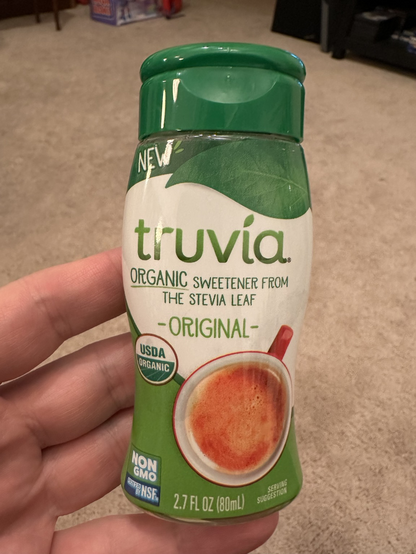 NEW
truvía.
ORGANIC SWEETENER FROM
THE STEVIA LEAF
-ORIGINAL-
USDA
ORGANIC
NON
GMO
NSF.
2.7 FL OZ (80mL)
SERVING
SUGGESTION